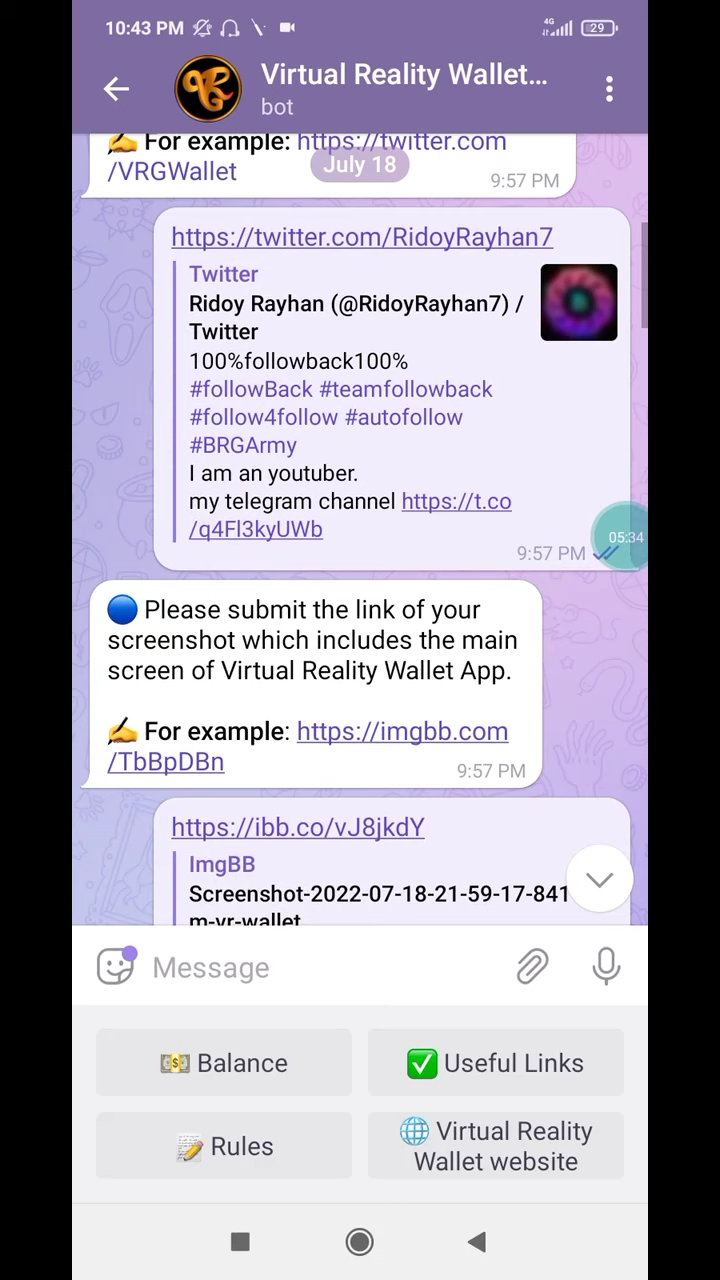 10:43 PM
4G
29
Virtual Reality Wallet...
bot
✍ For example: https://twitter.com
/VRGWallet
July 18
9:57 PM
https://twitter.com/RidoyRayhan7
Twitter
Ridoy Rayhan (@RidoyRayhan7) /
Twitter
100%followback100%
#followBack #teamfollowback
#follow4follow #autofollow
#BRGArmy
I am an youtuber.
my telegram channel https://t.co
/q4Fl3kyUWb
05:34
9:57 PM
🔵 Please submit the link of your
screenshot which includes the main
screen of Virtual Reality Wallet App.
✍ For example: https://imgbb.com
/TbBpDBn
9:57 PM
https://ibb.co/vJ8jkdY
ImgBB
Screenshot-2022-07-18-21-59-17-841
m-vr-wallet
Message
💵 Balance
✅ Useful Links
📝 Rules
🌐 Virtual Reality
Wallet website